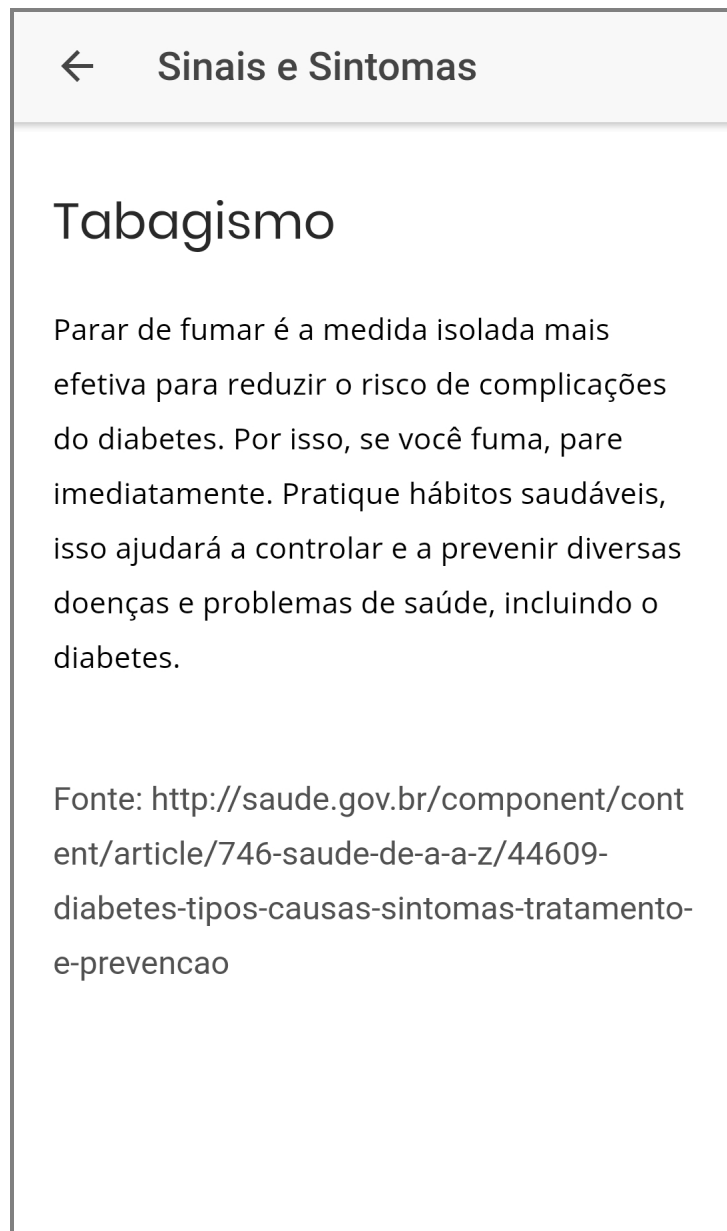 Sinais e Sintomas
Tabagismo
Parar de fumar é a medida isolada mais
efetiva para reduzir o risco de complicações
do diabetes. Por isso, se você fuma, pare
imediatamente. Pratique hábitos saudáveis,
isso ajudará a controlar e a prevenir diversas
doenças e problemas de saúde, incluindo o
diabetes.
Fonte: http://saude.gov.br/component/cont
ent/article/746-saude-de-a-a-z/44609-
diabetes-tipos-causas-sintomas-tratamento-
e-prevencao